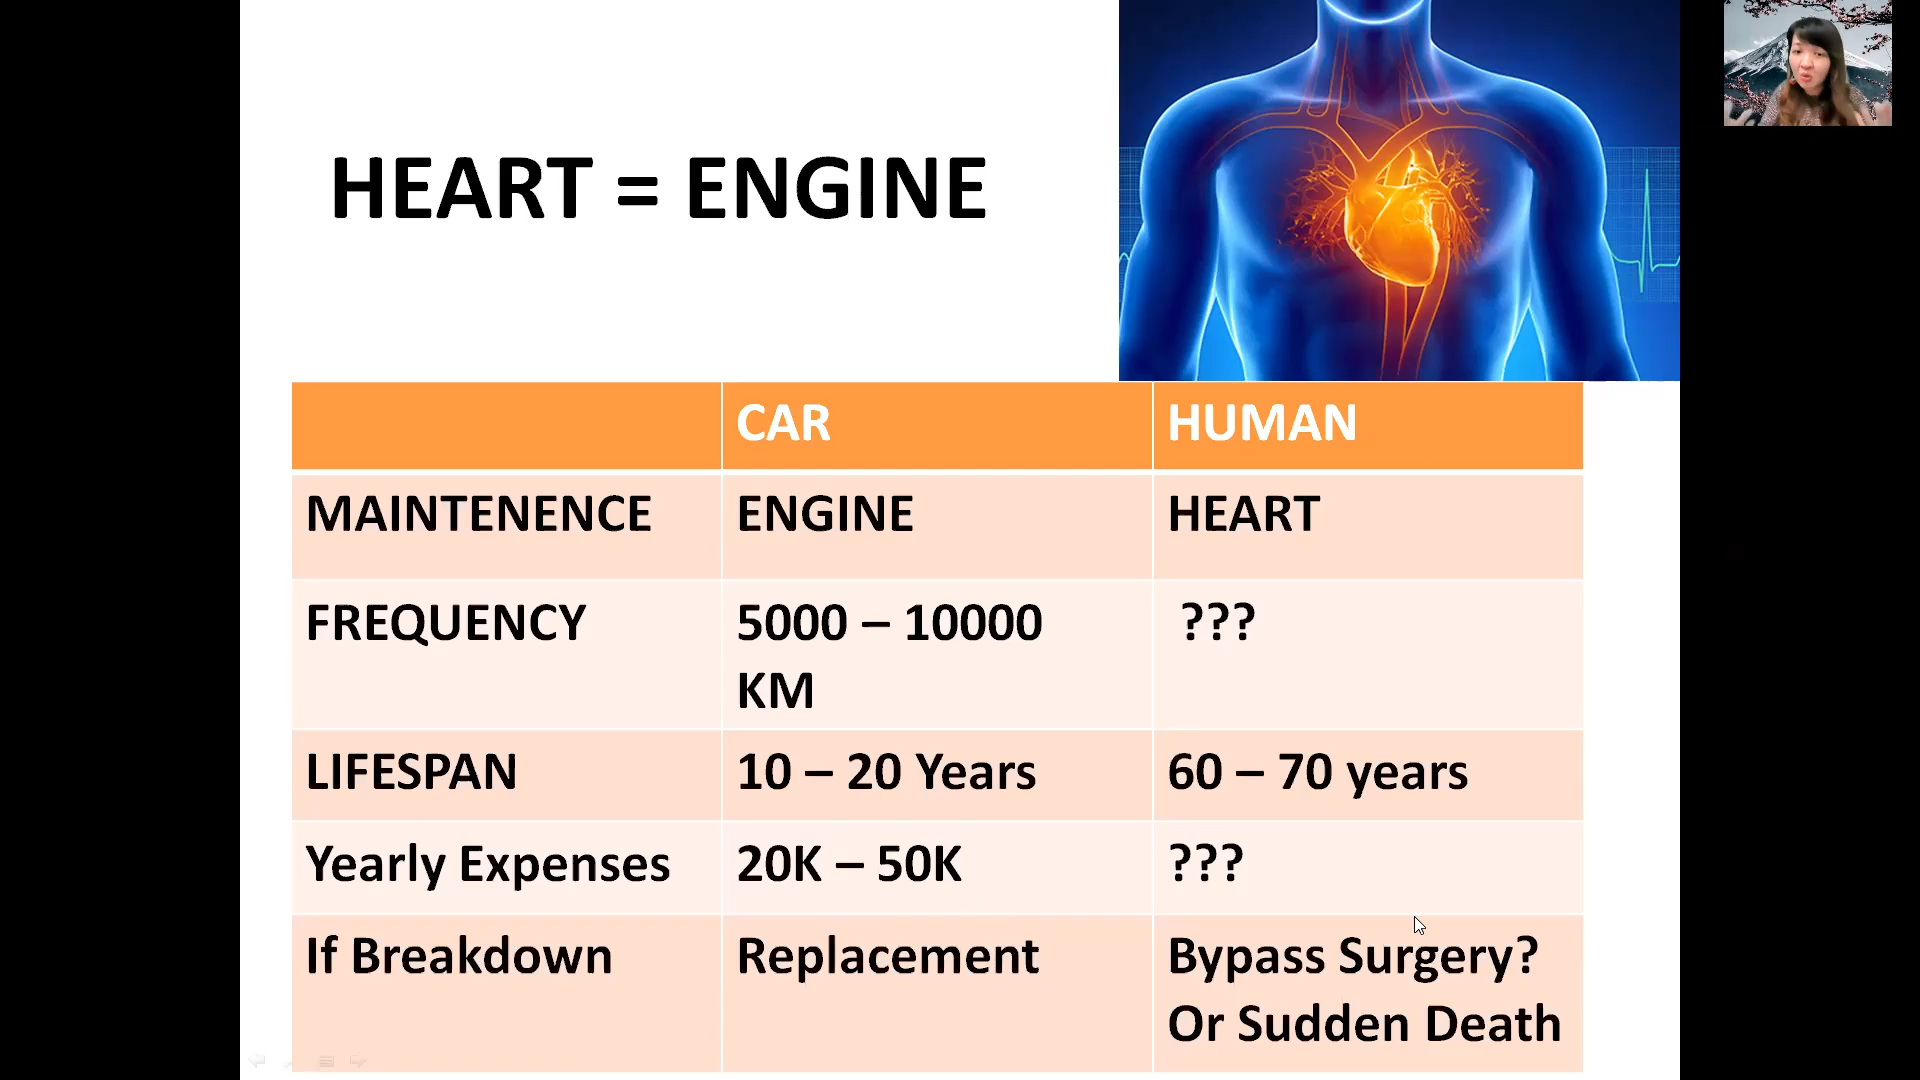 HEART = ENGINE
CAR HUMAN
MAINTENENCE ENGINE HEART
FREQUENCY 5000 – 10000 ???
KM
LIFESPAN 10 – 20 Years 60 – 70 years
Yearly Expenses 20K – 50K ???
If Breakdown Replacement Bypass Surgery?
Or Sudden Death